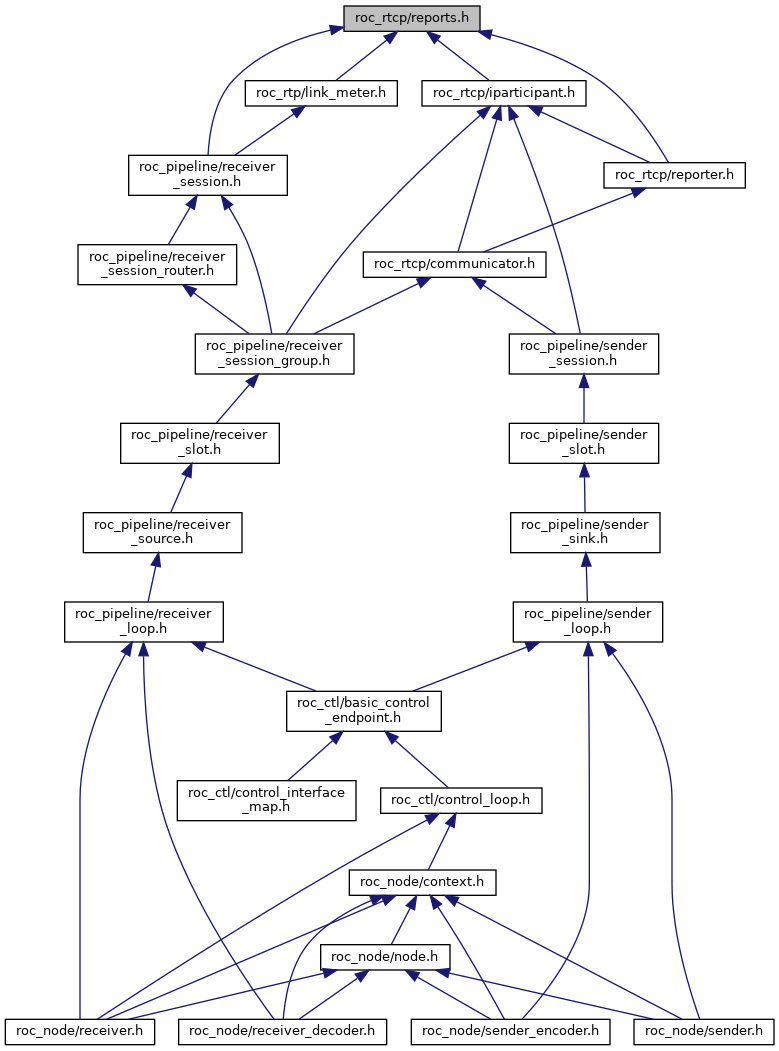 roc_rtcp/reports.h
roc_rtp/link_meter.h
roc_rtcp/iparticipant.h
roc_pipeline/receiver
_session.h
roc_rtcp/reporter.h
roc_pipeline/receiver
_session_router.h
roc_rtcp/communicator.h
roc_pipeline/receiver
_session_group.h
roc_pipeline/sender
_session.h
roc_pipeline/receiver
_slot.h
roc_pipeline/sender
_slot.h
roc_pipeline/receiver
_source.h
roc_pipeline/sender
_sink.h
roc_pipeline/receiver
_loop.h
roc_pipeline/sender
_loop.h
roc_ctl/basic_control
_endpoint.h
roc_ctl/control_interface
_map.h
roc_ctl/control_loop.h
roc_node/context.h
roc_node/node.h
roc_node/receiver.h
roc_node/receiver_decoder.h
roc_node/sender_encoder.h
roc_node/sender.h